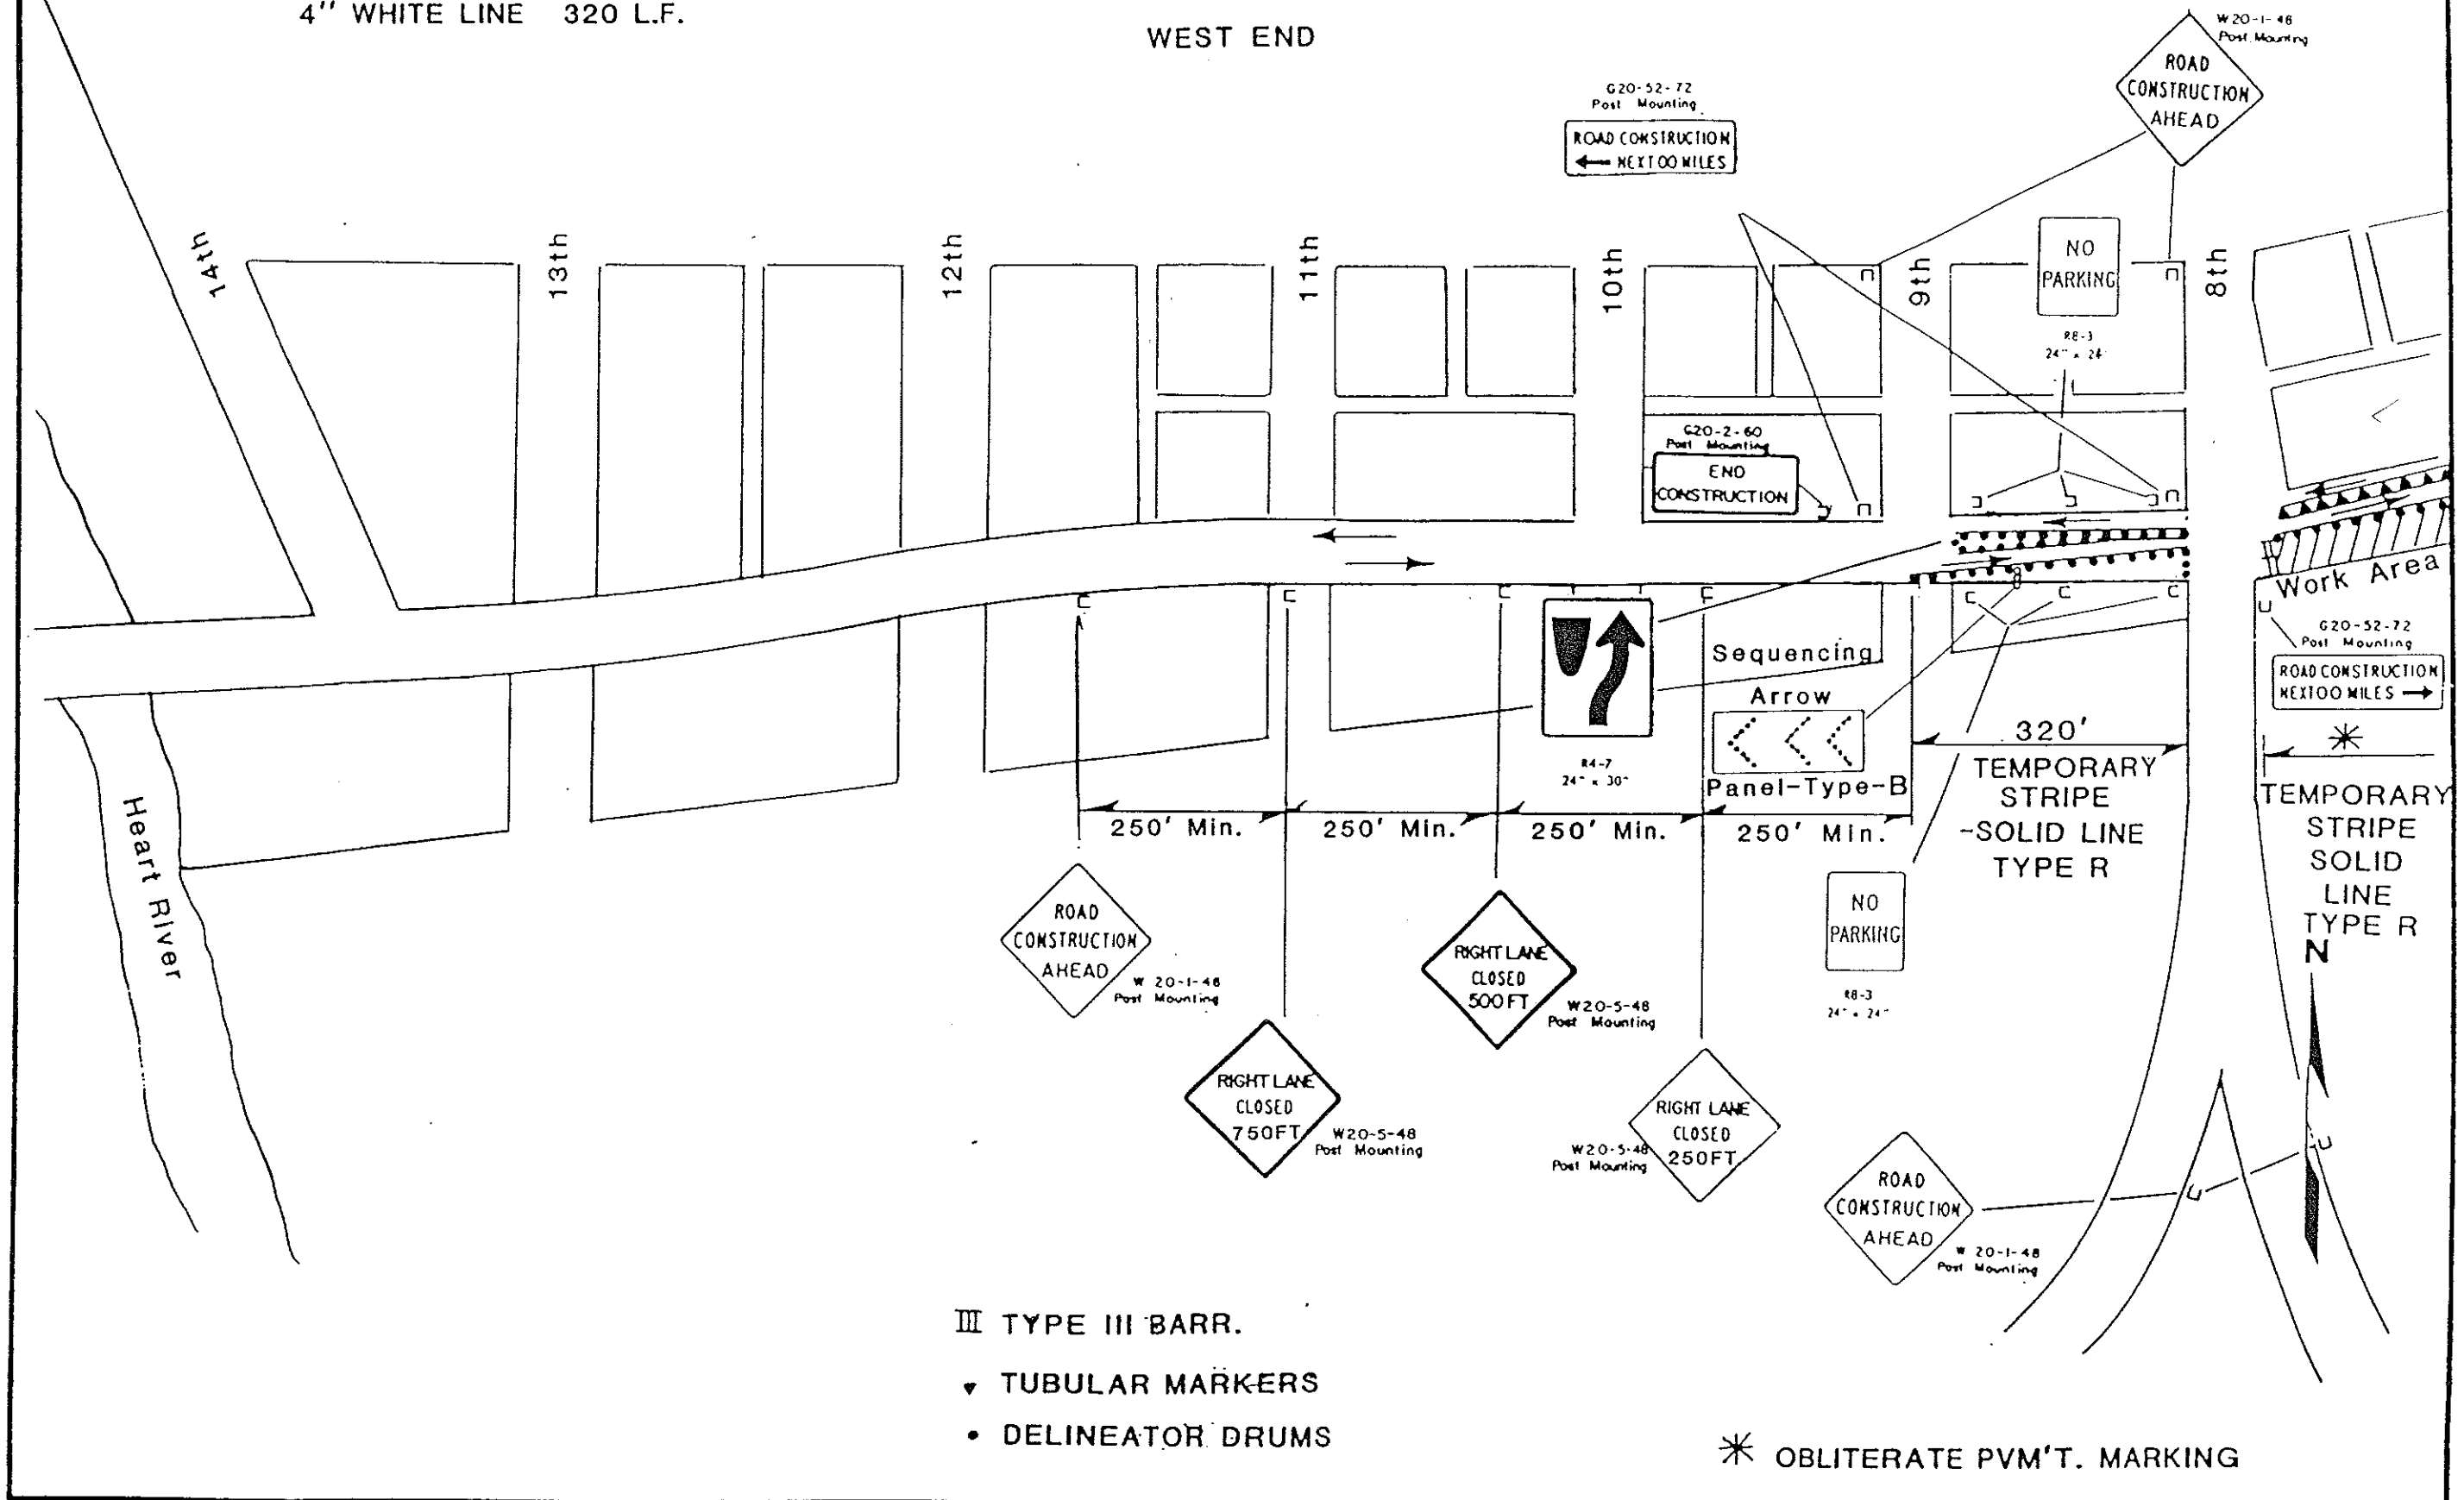 4" WHITE LINE 320 L.F.
WEST END
W20-1-48
Post Mounting
ROAD
CONSTRUCTION
AHEAD
G20-52-72
Post Mounting
ROAD CONSTRUCTION
← NEXT 00 MILES
14th
13th
12th
11th
10th
9th
8th
NO
PARKING
R8-3
24" x 24"
G20-2-60
Post Mounting
END
CONSTRUCTION
Work Area
G20-52-72
Post Mounting
ROAD CONSTRUCTION
NEXT 00 MILES →
Sequencing
Arrow
Panel-Type-B
R4-7
24" x 30"
320'
TEMPORARY
STRIPE
-SOLID LINE
TYPE R
TEMPORARY
STRIPE
SOLID
LINE
TYPE R
N
250' Min.
250' Min.
250' Min.
250' Min.
Heart River
ROAD
CONSTRUCTION
AHEAD
W 20-1-48
Post Mounting
RIGHT LANE
CLOSED
500 FT
W20-5-48
Post Mounting
NO
PARKING
R8-3
24" x 24"
RIGHT LANE
CLOSED
750FT
W20-5-48
Post Mounting
RIGHT LANE
CLOSED
250FT
W20-5-48
Post Mounting
ROAD
CONSTRUCTION
AHEAD
W 20-1-48
Post Mounting
III TYPE III BARR.
TUBULAR MARKERS
DELINEATOR DRUMS
OBLITERATE PVM'T. MARKING